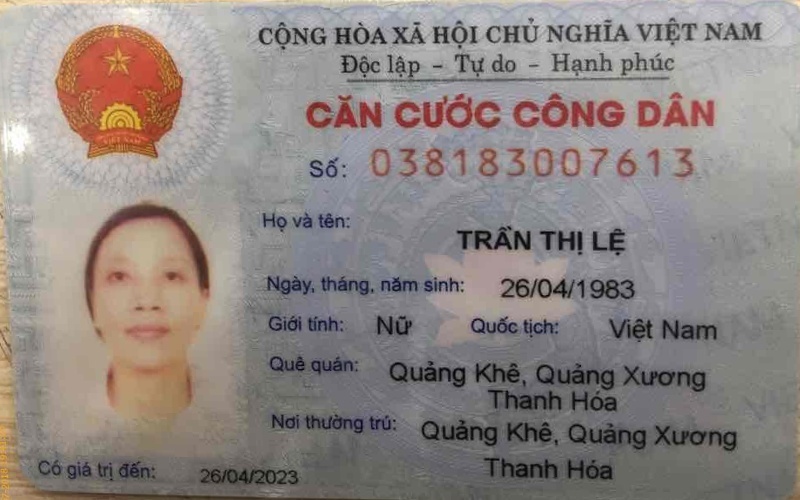 CỘNG HÒA XÃ HỘI CHỦ NGHĨA VIỆT NAM
Độc lập - Tự do - Hạnh phúc
CĂN CƯỚC CÔNG DÂN
Số: 038183007613
Họ và tên:
TRẦN THỊ LỆ
Ngày, tháng, năm sinh: 26/04/1983
Giới tính: Nữ Quốc tịch: Việt Nam
Quê quán: Quảng Khê, Quảng Xương
Thanh Hóa
Nơi thường trú: Quảng Khê, Quảng Xương
Thanh Hóa
Có giá trị đến: 26/04/2023